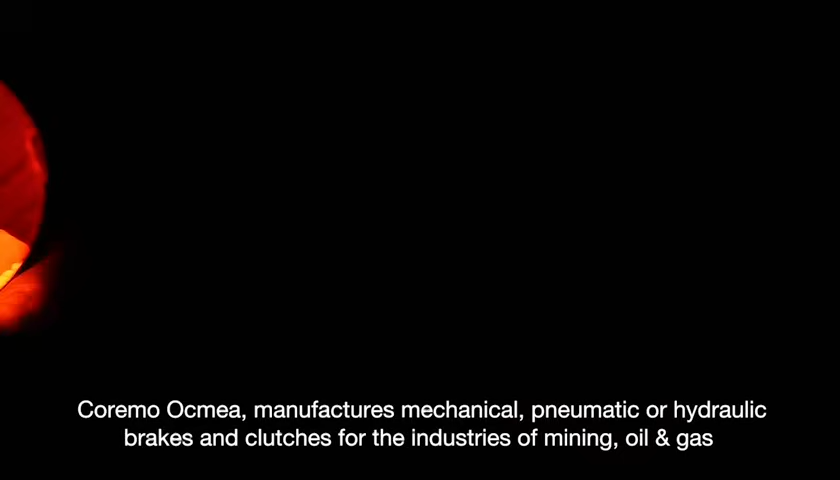 Coremo Ocmea, manufactures mechanical, pneumatic or hydraulic
brakes and clutches for the industries of mining, oil & gas